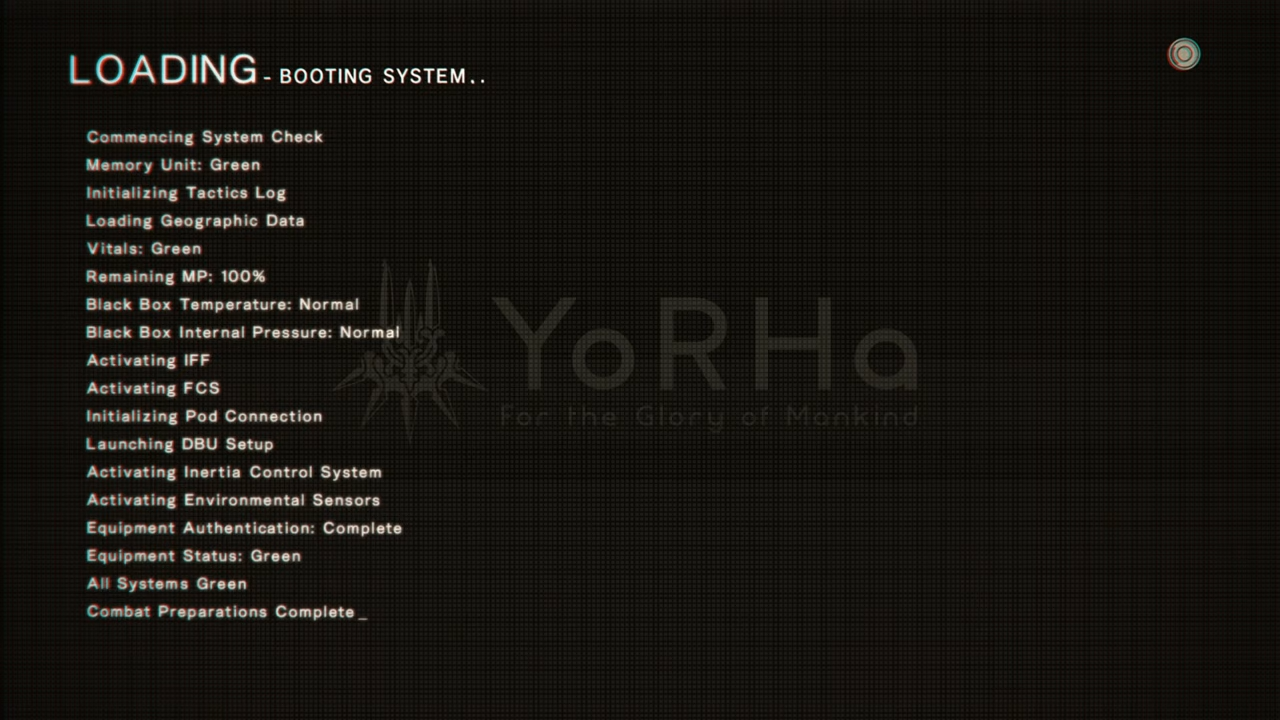 LOADING - BOOTING SYSTEM..
Commencing System Check
Memory Unit: Green
Initializing Tactics Log
Loading Geographic Data
Vitals: Green
Remaining MP: 100%
Black Box Temperature: Normal
Black Box Internal Pressure: Normal
Activating IFF
Activating FCS
Initializing Pod Connection
Launching DBU Setup
Activating Inertia Control System
Activating Environmental Sensors
Equipment Authentication: Complete
Equipment Status: Green
All Systems Green
Combat Preparations Complete_
YoRHa
For the Glory of Mankind